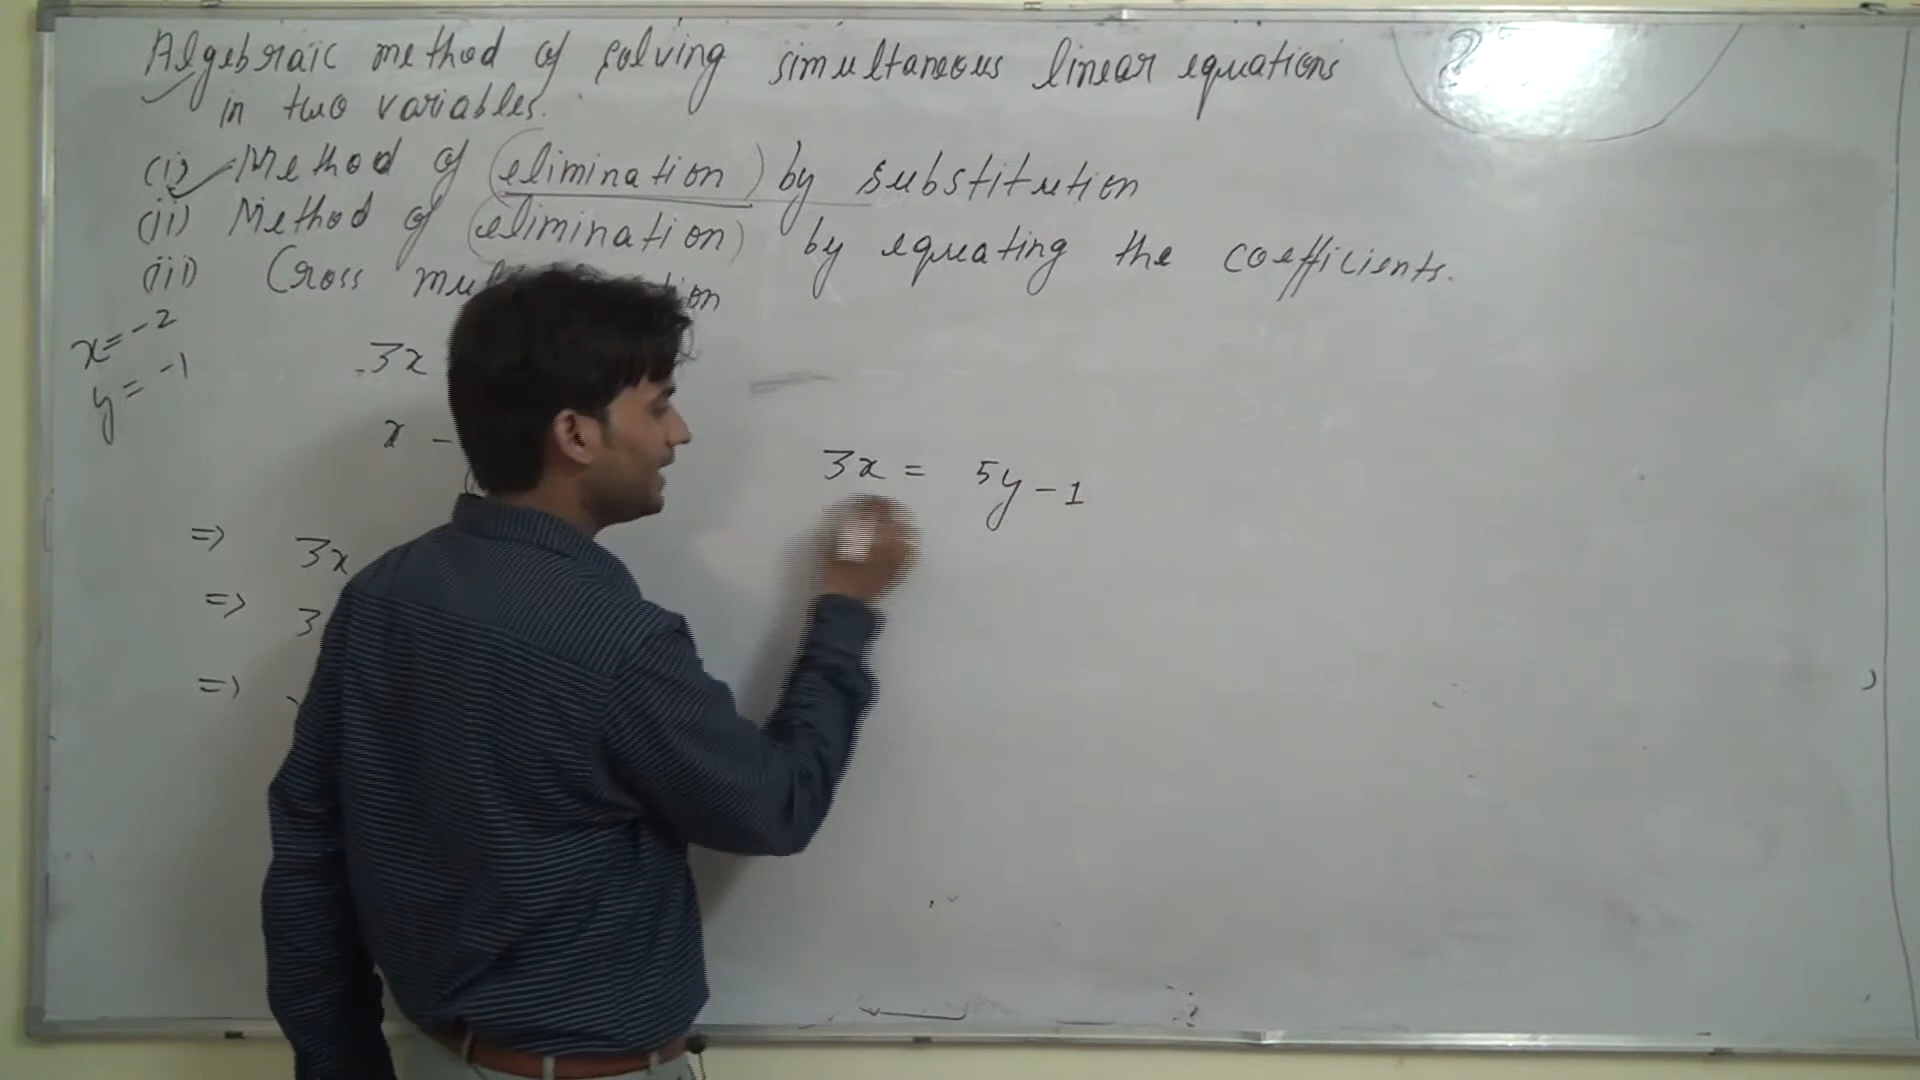 Algebraic method of solving simultaneous linear equations
in two variables.
(i) Method of (elimination) by substitution
(ii) Method of (elimination) by equating the coefficients.
(iii) Cross
x = -2
y = -1
3x
x -
3x = 5y - 1
=> 3x
=> 3
=>